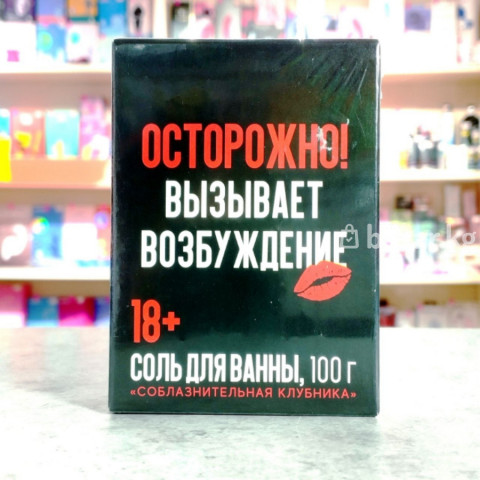 ОСТОРОЖНО!
ВЫЗЫВАЕТ
ВОЗБУЖДЕНИЕ
18+
СОЛЬ ДЛЯ ВАННЫ, 100 г
«СОБЛАЗНИТЕЛЬНАЯ КЛУБНИКА»